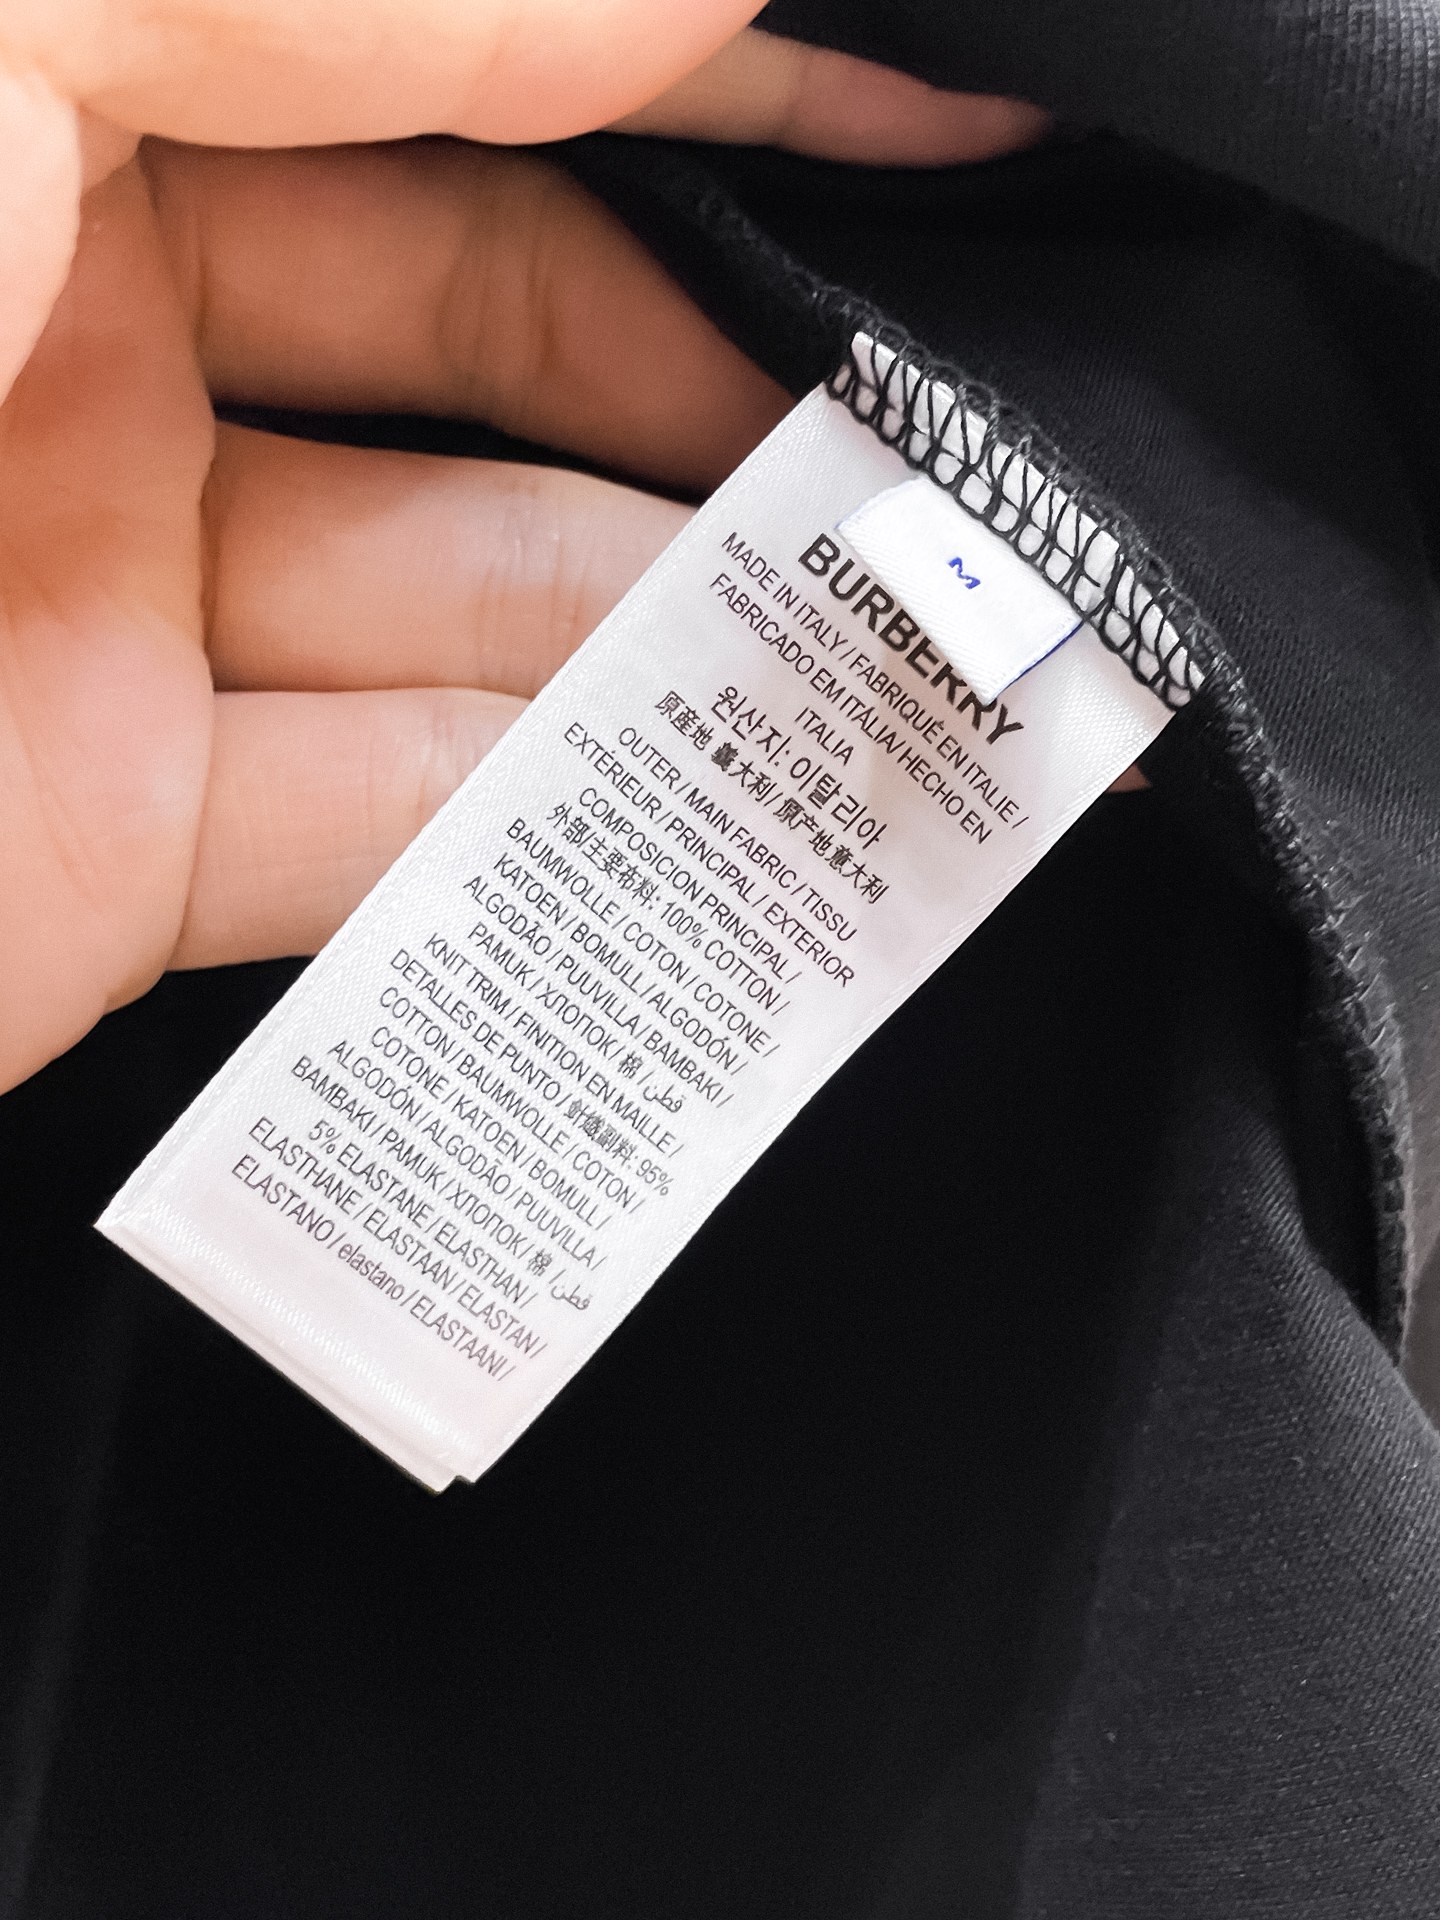 M
BURBERRY
MADE IN ITALY / FABRIQUÉ EN ITALIE /
FABRICADO EM ITÁLIA/ HECHO EN
ITALIA
원산지: 이탈리아
原産地 義大利 / 原产地意大利
OUTER / MAIN FABRIC / TISSU
EXTÉRIEUR / PRINCIPAL / EXTERIOR
COMPOSICION PRINCIPAL /
外部/主要布料: 100% COTTON /
BAUMWOLLE / COTON / COTONE /
KATOEN / BOMULL / ALGODÓN /
ALGODÃO / PUUVILLA / BAMBAKI /
PAMUK / ХЛОПОК / 棉 / قطن
KNIT TRIM / FINITION EN MAILLE /
DETALLES DE PUNTO / 針織副料: 95%
COTTON / BAUMWOLLE / COTON /
COTONE / KATOEN / BOMULL /
ALGODÓN / ALGODÃO / PUUVILLA /
BAMBAKI / PAMUK / ХЛОПОК / 棉 / قطن
5% ELASTANE / ELASTHAN /
ELASTHANE / ELASTAAN / ELASTAN /
ELASTANO / elastano / ELASTAANI /